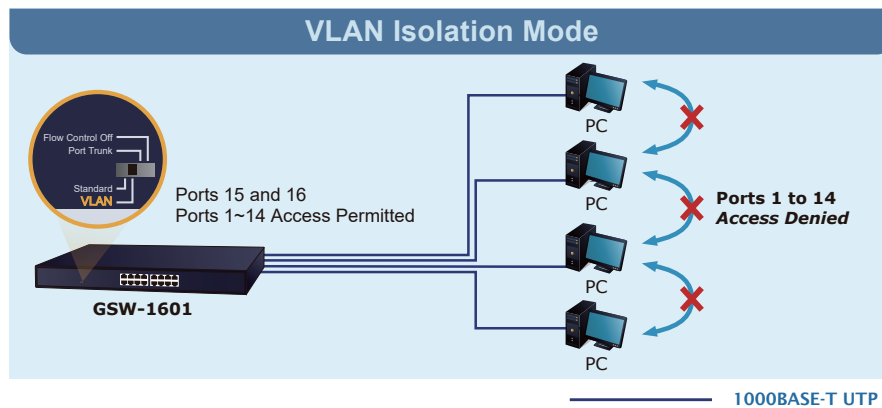 VLAN Isolation Mode
Flow Control Off
Port Trunk
Standard
VLAN
Ports 15 and 16
Ports 1~14 Access Permitted
GSW-1601
PC
PC
PC
PC
Ports 1 to 14
Access Denied
1000BASE-T UTP